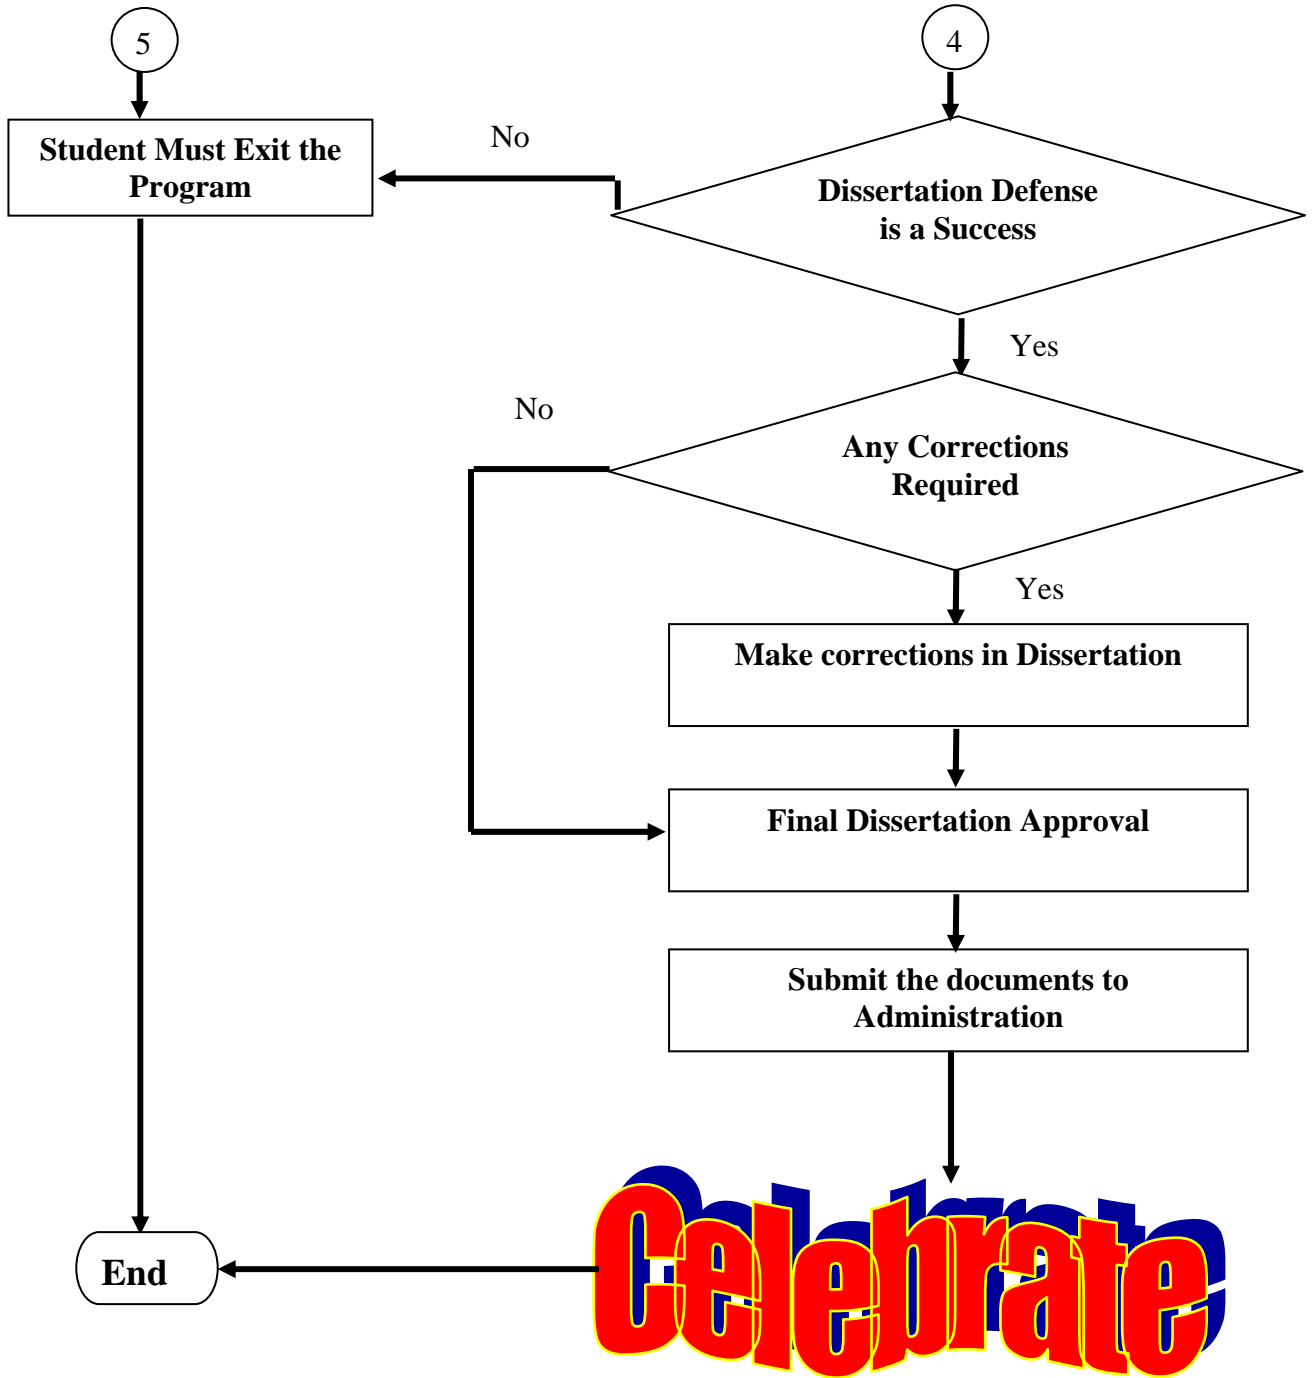 5
4
No
Student Must Exit the
Program
Dissertation Defense
is a Success
Yes
No
Any Corrections
Required
Yes
Make corrections in Dissertation
Final Dissertation Approval
Submit the documents to
Administration
Celebrate
End